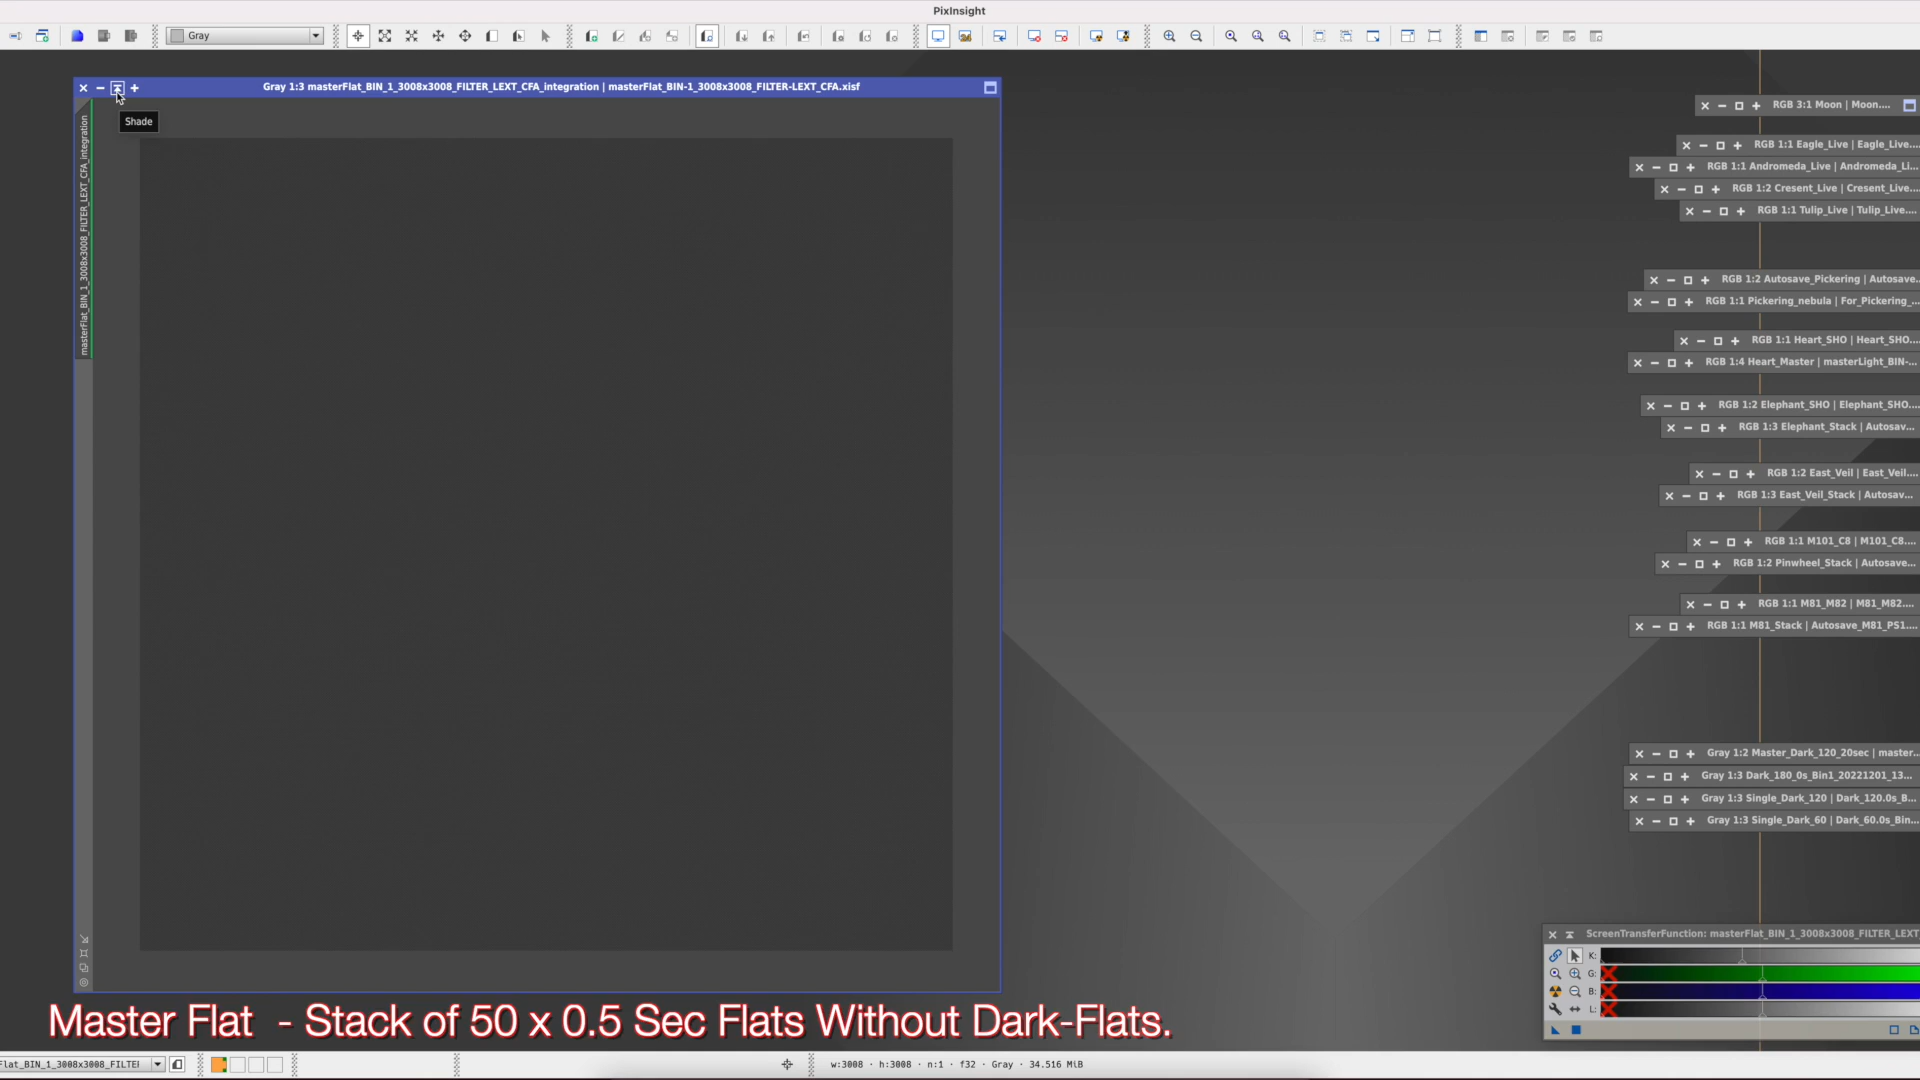 PixInsight
Gray
Gray 1:3 masterFlat_BIN_1_3008x3008_FILTER_LEXT_CFA_integration | masterFlat_BIN-1_3008x3008_FILTER-LEXT_CFA.xisf
Shade
masterFlat_BIN_1_3008x3008_FILTER_LEXT_CFA_integration
RGB 3:1 Moon | Moon....
RGB 1:1 Eagle_Live | Eagle_Live....
RGB 1:1 Andromeda_Live | Andromeda_Li...
RGB 1:2 Cresent_Live | Cresent_Live....
RGB 1:1 Tulip_Live | Tulip_Live....
RGB 1:2 Autosave_Pickering | Autosave...
RGB 1:1 Pickering_nebula | For_Pickering_...
RGB 1:1 Heart_SHO | Heart_SHO....
RGB 1:4 Heart_Master | masterLight_BIN-...
RGB 1:2 Elephant_SHO | Elephant_SHO....
RGB 1:3 Elephant_Stack | Autosav...
RGB 1:2 East_Veil | East_Veil....
RGB 1:3 East_Veil_Stack | Autosav...
RGB 1:1 M101_C8 | M101_C8....
RGB 1:2 Pinwheel_Stack | Autosave...
RGB 1:1 M81_M82 | M81_M82....
RGB 1:1 M81_Stack | Autosave_M81_PS1....
Gray 1:2 Master_Dark_120_20sec | master...
Gray 1:3 Dark_180_0s_Bin1_20221201_13...
Gray 1:3 Single_Dark_120 | Dark_120.0s_B...
Gray 1:3 Single_Dark_60 | Dark_60.0s_Bin...
ScreenTransferFunction: masterFlat_BIN_1_3008x3008_FILTER_LEXT
K:
G:
B:
L:
Master Flat - Stack of 50 x 0.5 Sec Flats Without Dark-Flats.
Flat_BIN_1_3008x3008_FILTEI
w:3008 · h:3008 · n:1 · f32 · Gray · 34.516 MiB